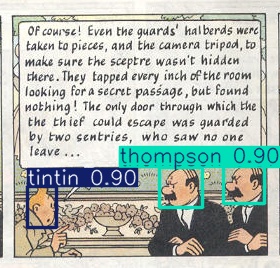 Of course! Even the guards' halberds were
taken to pieces, and the camera tripod, to
make sure the sceptre wasn't hidden
there. They tapped every inch of the room
looking for a secret passage, but found
nothing! The only door through which the
the thief could escape was guarded
by two sentries, who saw no one
leave...
thompson 0.90
tintin 0.90